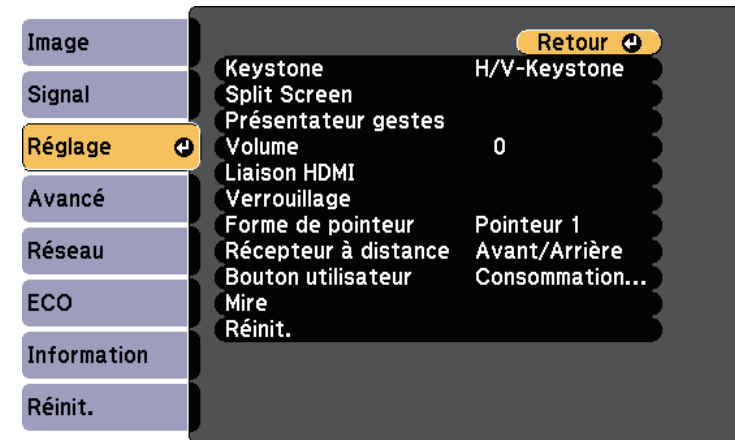 Image
Signal
Réglage
Avancé
Réseau
ECO
Information
Réinit.
Retour
Keystone H/V-Keystone
Split Screen
Présentateur gestes
Volume 0
Liaison HDMI
Verrouillage
Forme de pointeur Pointeur 1
Récepteur à distance Avant/Arrière
Bouton utilisateur Consommation...
Mire
Réinit.